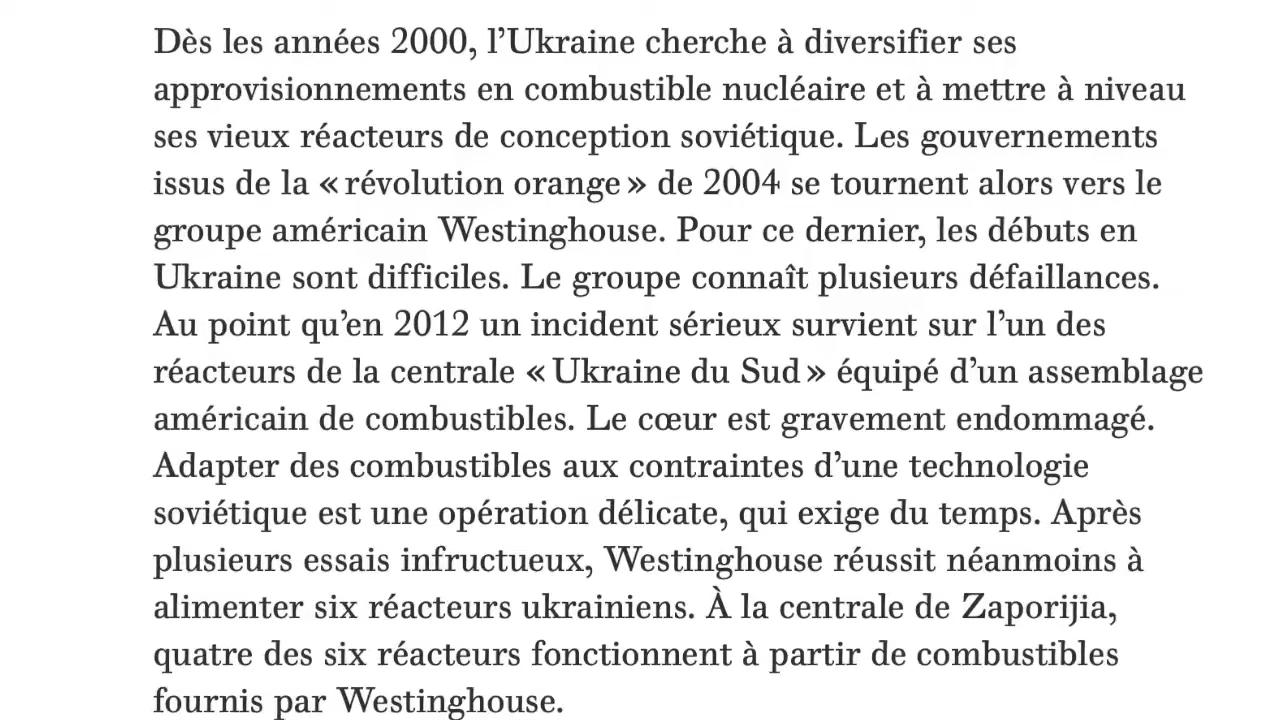 Dès les années 2000, l’Ukraine cherche à diversifier ses
approvisionnements en combustible nucléaire et à mettre à niveau
ses vieux réacteurs de conception soviétique. Les gouvernements
issus de la « révolution orange » de 2004 se tournent alors vers le
groupe américain Westinghouse. Pour ce dernier, les débuts en
Ukraine sont difficiles. Le groupe connaît plusieurs défaillances.
Au point qu’en 2012 un incident sérieux survient sur l’un des
réacteurs de la centrale « Ukraine du Sud » équipé d’un assemblage
américain de combustibles. Le cœur est gravement endommagé.
Adapter des combustibles aux contraintes d’une technologie
soviétique est une opération délicate, qui exige du temps. Après
plusieurs essais infructueux, Westinghouse réussit néanmoins à
alimenter six réacteurs ukrainiens. À la centrale de Zaporijia,
quatre des six réacteurs fonctionnent à partir de combustibles
fournis par Westinghouse.